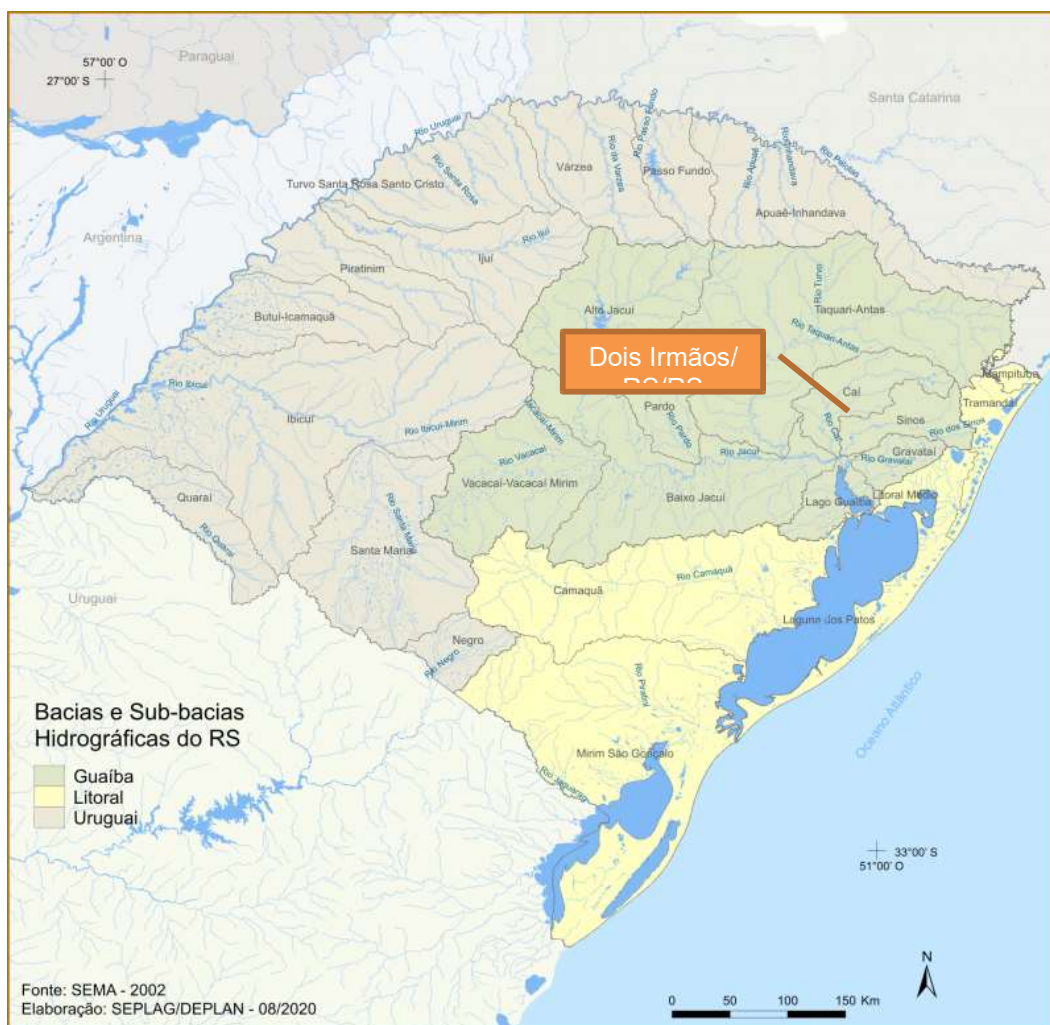 Paraguai
57°00' O
27°00' S
Santa Catarina
Rio Uruguai
Rio Passo Fundo
Rio da Varzea
Várzea
Passo Fundo
Rio Apuaê
Rio Inhandava
Rio Pelotas
Rio Santa Rosa
Turvo Santa Rosa Santo Cristo
Apuaê-Inhandava
Argentina
Rio Ijuí
Ijuí
Piratinim
Rio Turvo
Butuí-Icamaquã
Alto Jacuí
Taquari-Antas
Rio Taquari-Antas
Dois Irmãos/
RS/RS
Mampituba
Tramandaí
Rio Ibicuí
Rio Uruguai
Caí
Pardo
Ibicuí
Rio Ibicuí-Mirim
Vacacaí-Mirim
Rio Pardo
Rio Caí
Sinos
Rio dos Sinos
Gravataí
Rio Gravataí
Rio Vacacaí
Rio Jacuí
Vacacaí-Vacacaí Mirim
Baixo Jacuí
Lago Guaíba
Litoral Médio
Quaraí
Rio Quaraí
Rio Santa Maria
Santa Maria
Uruguai
Rio Camaquã
Camaquã
Laguna dos Patos
Negro
Rio Negro
Rio Piratini
Oceano Atlântico
Bacias e Sub-bacias
Hidrográficas do RS
Guaíba
Litoral
Uruguai
Mirim São Gonçalo
Rio Jaguarão
33°00' S
51°00' O
N
Fonte: SEMA - 2002
Elaboração: SEPLAG/DEPLAN - 08/2020
0 50 100 150 Km